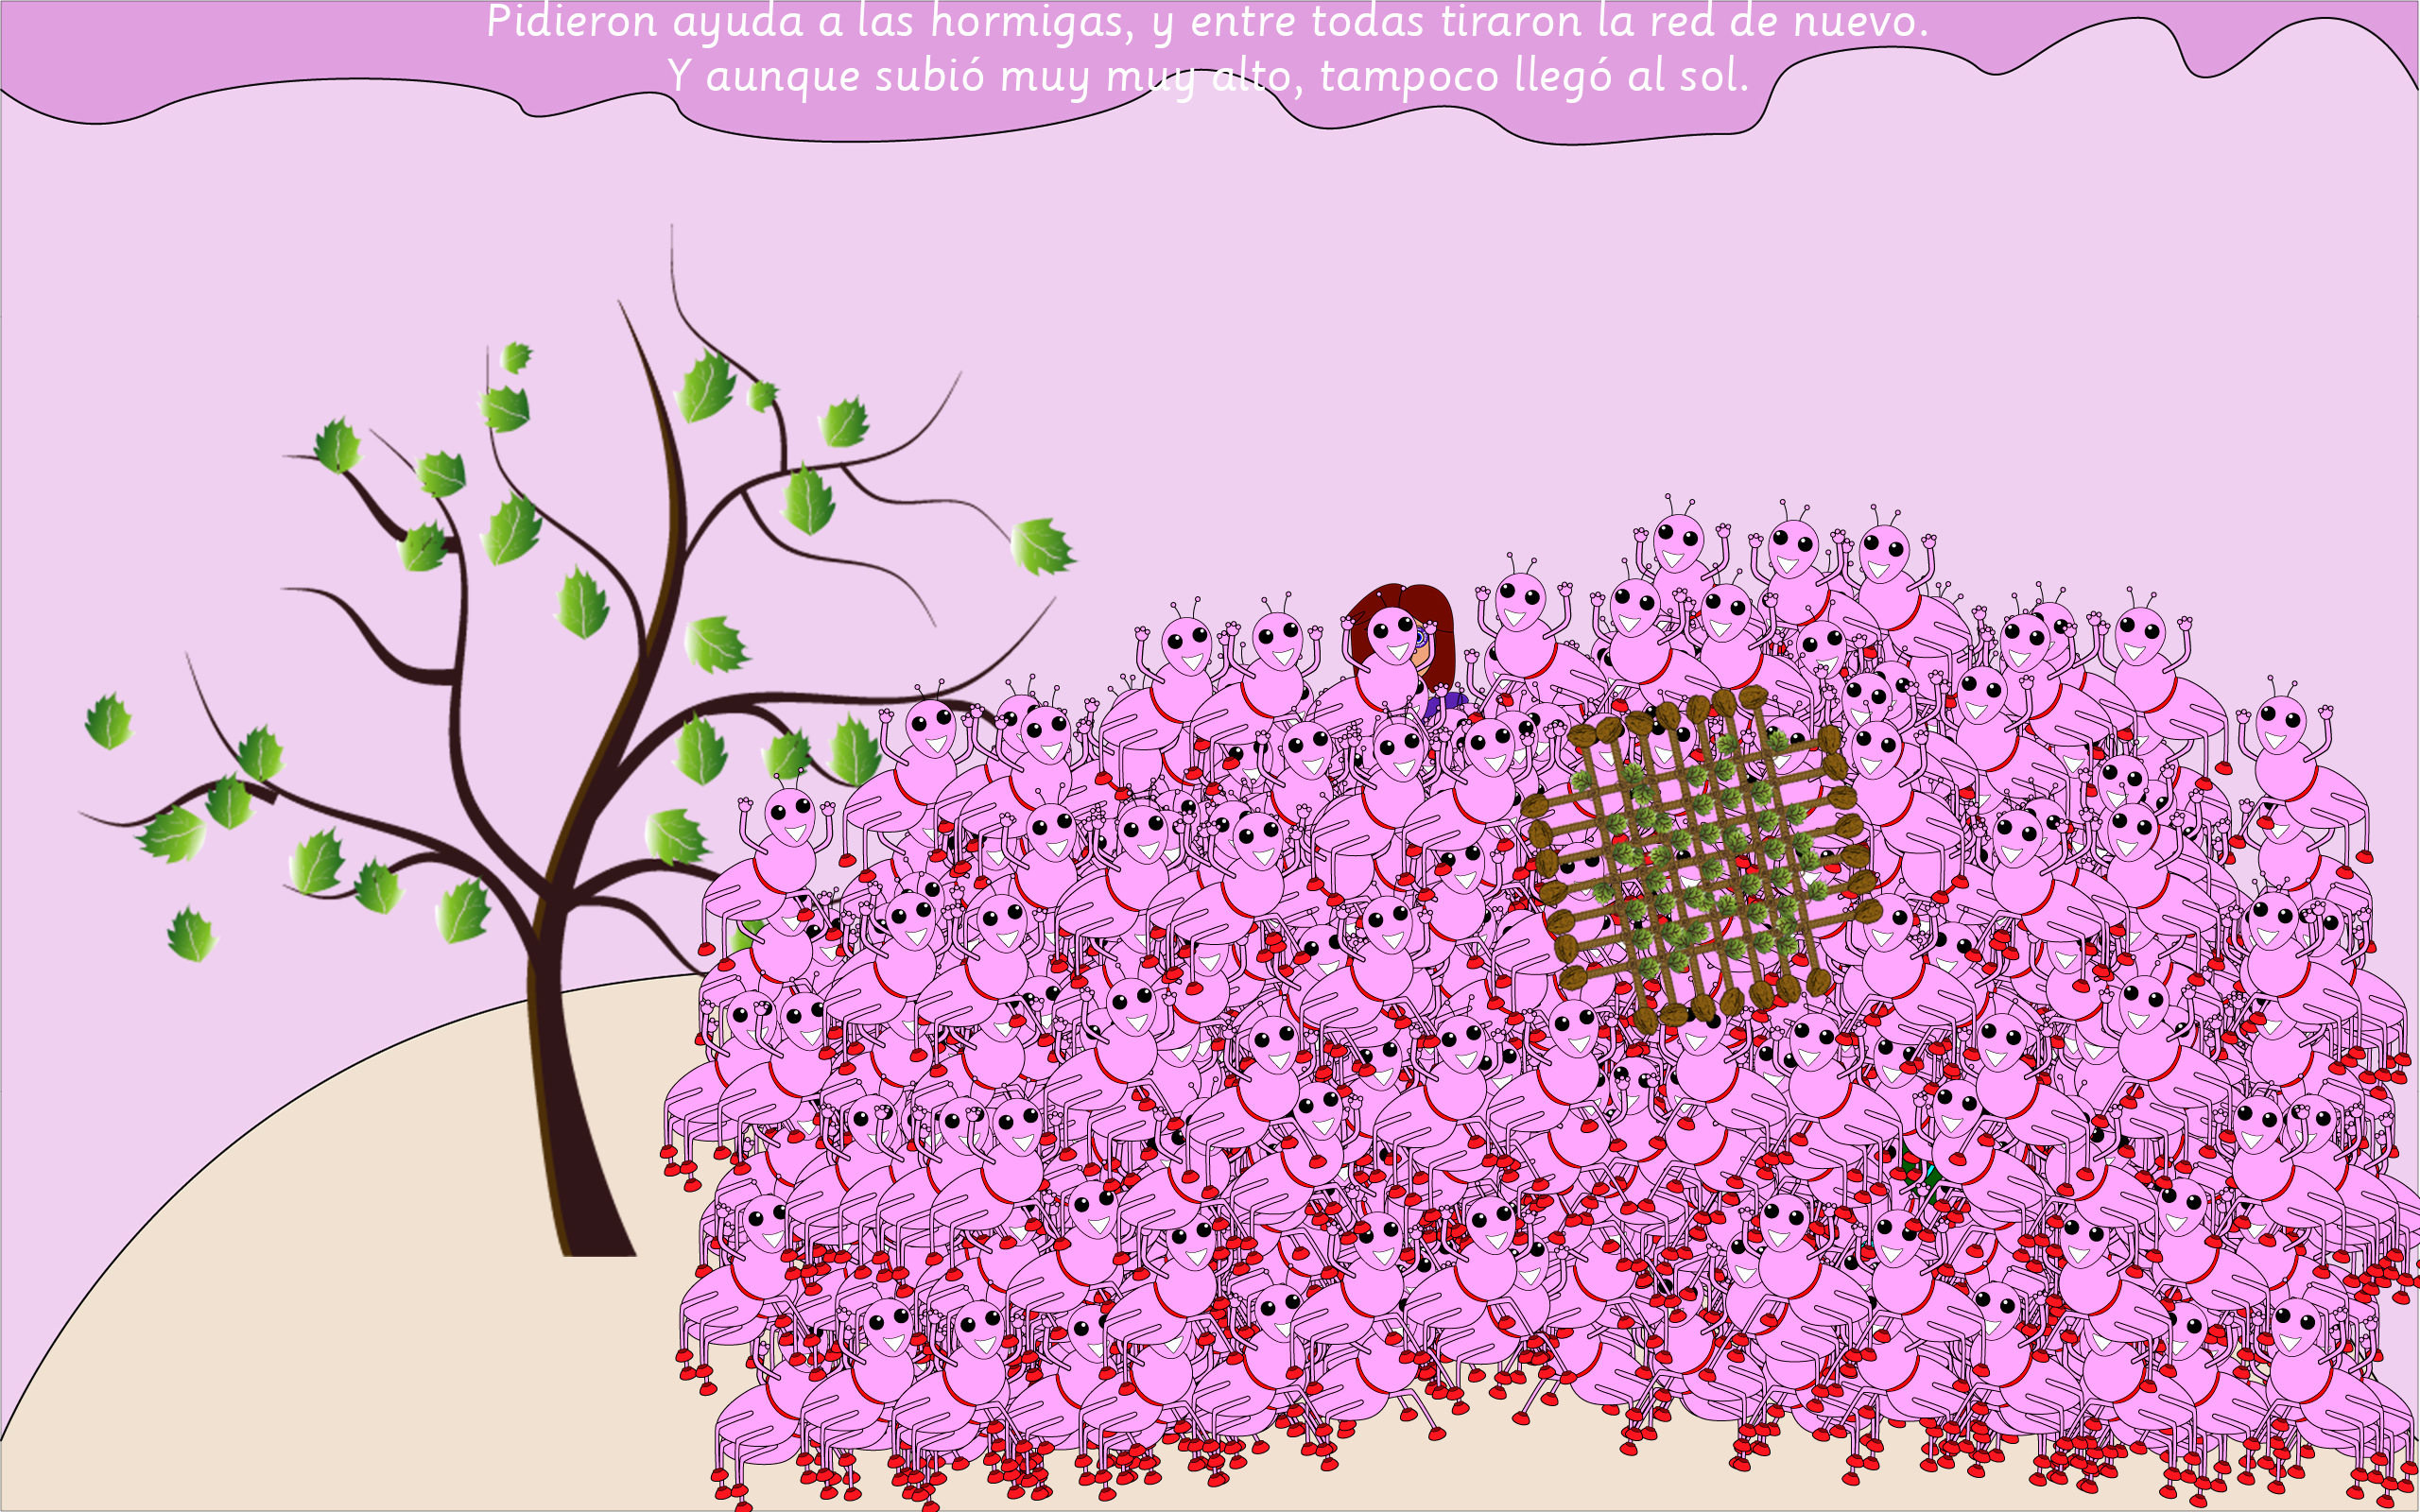 Pidieron ayuda a las hormigas, y entre todas tiraron la red de nuevo.
Y aunque subió muy muy alto, tampoco llegó al sol.